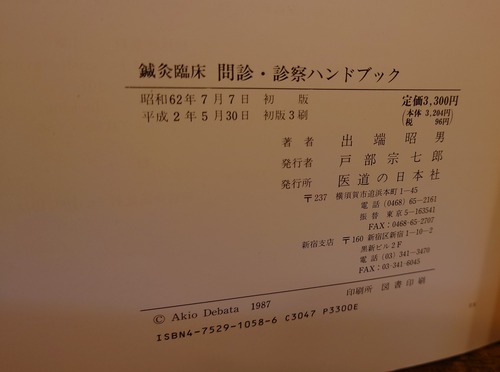 鍼灸臨床 問診・診察ハンドブック
昭和62年7月7日 初 版
平成2年5月30日 初版3刷
定価3,300円
(本体 3,204円
税 96円)
著 者 出端昭男
発行者 戸部宗七郎
発行所 医道の日本社
〒237 横須賀市追浜本町1-45
電 話 (0468) 65-2161
振 替 東京5-163541
FAX:0468-65-2707
新宿支店 〒160 新宿区新宿1-10-2
黒新ビル2F
電 話 (03) 341-3470
FAX:03-341-6045
印刷所 図書印刷
© Akio Debata 1987
ISBN4-7529-1058-6 C3047 P3300E